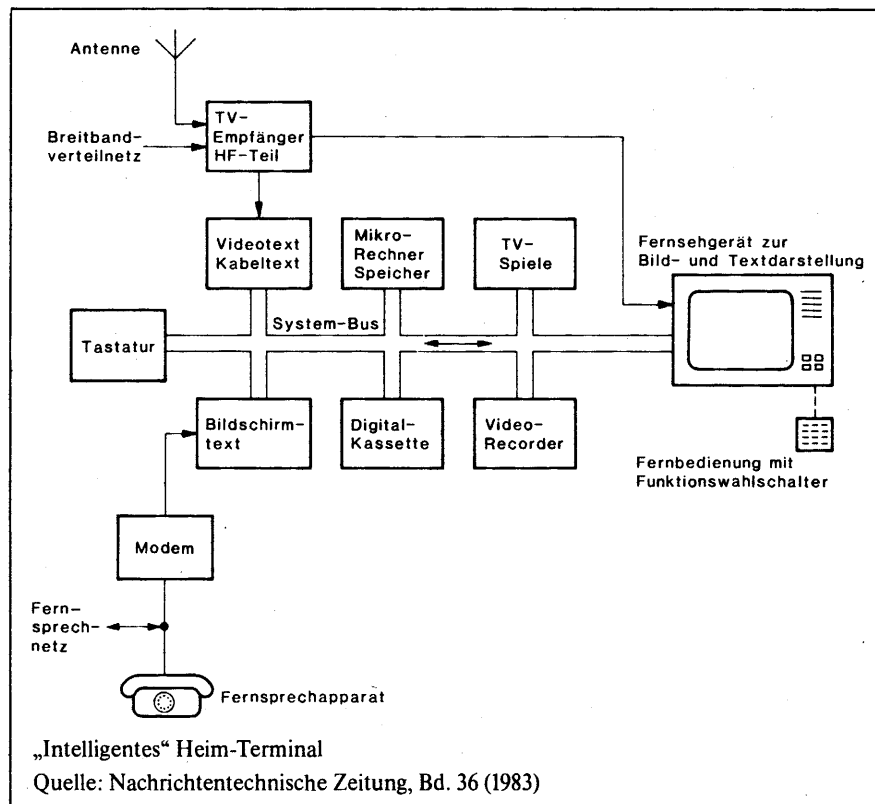 Antenne
TV-
Empfänger
HF-Teil
Breitband-
verteilnetz
Videotext
Kabeltext
Mikro-
Rechner
Speicher
TV-
Spiele
Fernsehgerät zur
Bild- und Textdarstellung
System-Bus
Tastatur
Bildschirm-
text
Digital-
Kassette
Video-
Recorder
Fernbedienung mit
Funktionswahlschalter
Modem
Fern-
sprech-
netz
Fernsprechapparat
„Intelligentes“ Heim-Terminal
Quelle: Nachrichtentechnische Zeitung, Bd. 36 (1983)